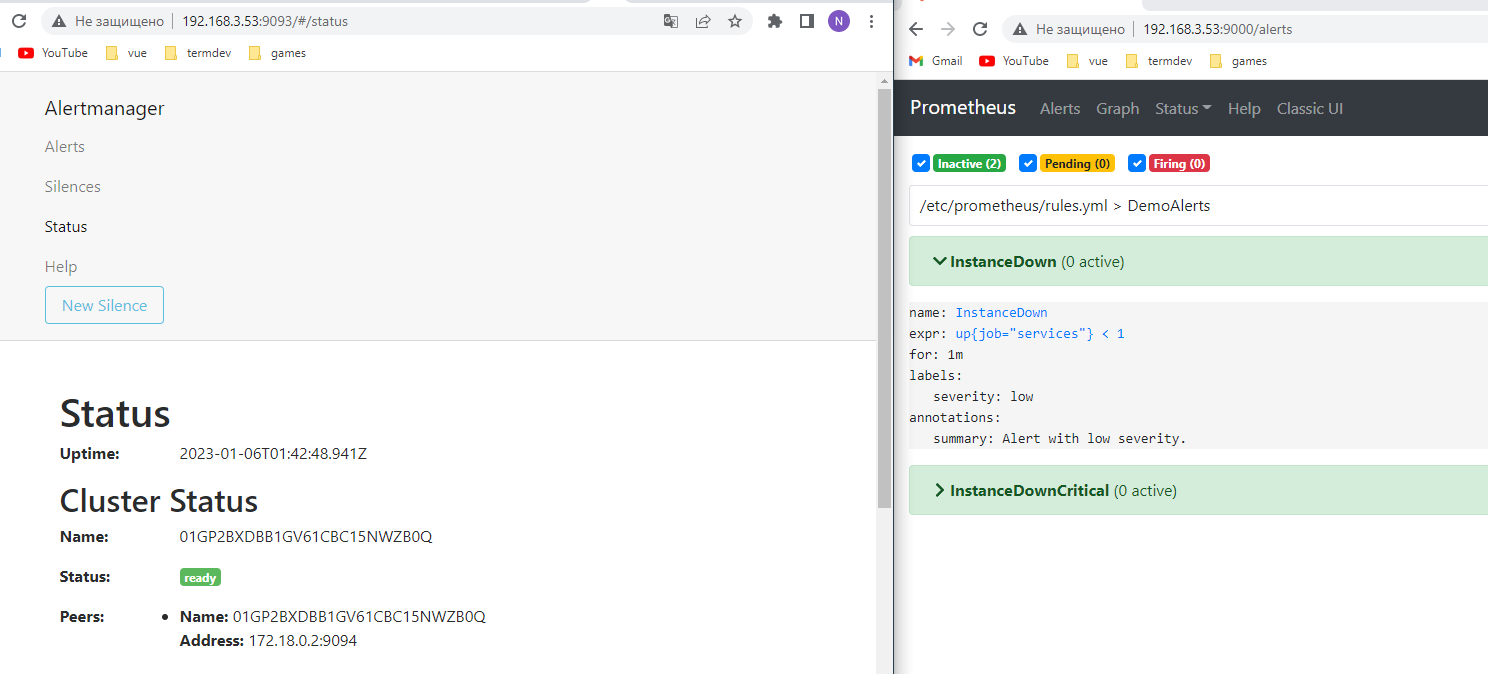 Не защищено 192.168.3.53:9093/#/status
N
YouTube vue termdev games
Alertmanager
Alerts
Silences
Status
Help
New Silence
Status
Uptime: 2023-01-06T01:42:48.941Z
Cluster Status
Name: 01GP2BXDBB1GV61CBC15NWZB0Q
Status: ready
Peers: • Name: 01GP2BXDBB1GV61CBC15NWZB0Q
Address: 172.18.0.2:9094
Не защищено 192.168.3.53:9000/alerts
Gmail YouTube vue termdev games
Prometheus Alerts Graph Status Help Classic UI
Inactive (2) Pending (0) Firing (0)
/etc/prometheus/rules.yml > DemoAlerts
InstanceDown (0 active)
name: InstanceDown
expr: up{job="services"} < 1
for: 1m
labels:
severity: low
annotations:
summary: Alert with low severity.
InstanceDownCritical (0 active)